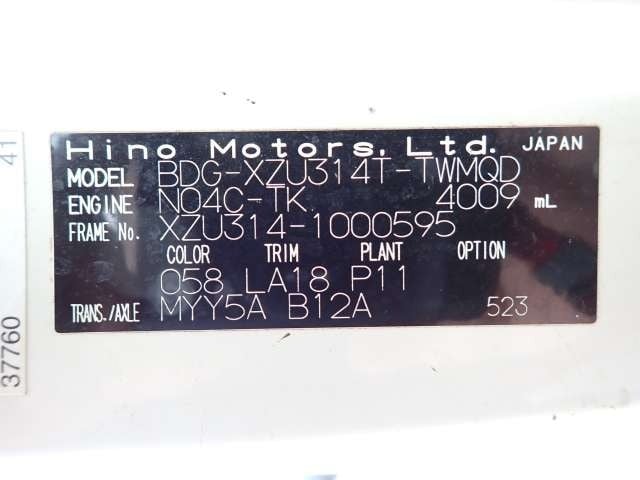 Hino Motors, Ltd. JAPAN
MODEL BDG-XZU314T-TWMQD
ENGINE N04C-TK 4009 mL
FRAME No. XZU314-1000595
COLOR TRIM PLANT OPTION
058 LA18 P11
TRANS./AXLE MYY5A B12A 523
41
37760